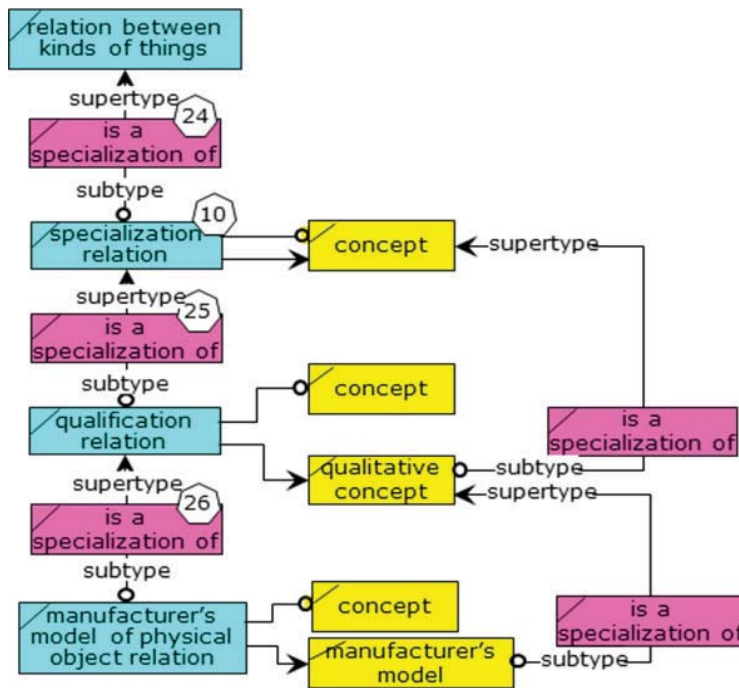 relation between
kinds of things
supertype
24
is a
specialization of
subtype
10
specialization
relation
concept
supertype
supertype
25
is a
specialization of
subtype
concept
qualification
relation
is a
specialization of
qualitative
concept
subtype
supertype
supertype
26
is a
specialization of
subtype
concept
manufacturer's
model of physical
object relation
is a
specialization of
manufacturer's
model
subtype